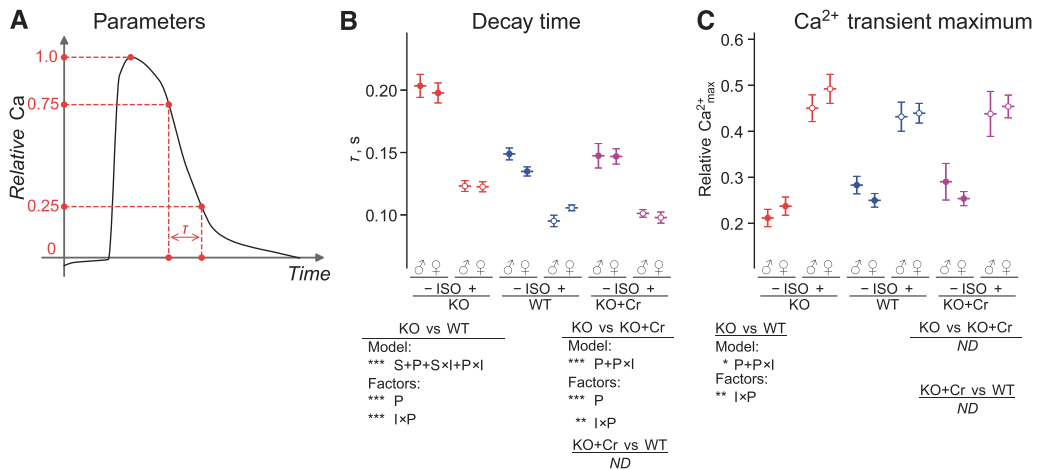 A Parameters
Relative Ca
1.0
0.75
0.25
0
τ
Time
B Decay time
τ, s
0.20
0.15
0.10
♂ ♀ ♂ ♀ ♂ ♀ ♂ ♀ ♂ ♀ ♂ ♀
− ISO + − ISO + − ISO +
KO WT KO+Cr
KO vs WT
Model:
*** S+P+S×I+P×I
Factors:
*** P
*** I×P
KO vs KO+Cr
Model:
*** P+P×I
Factors:
*** P
** I×P
KO+Cr vs WT
ND
C Ca²⁺ transient maximum
Relative Ca²⁺max
0.6
0.5
0.4
0.3
0.2
♂ ♀ ♂ ♀ ♂ ♀ ♂ ♀ ♂ ♀ ♂ ♀
− ISO + − ISO + − ISO +
KO WT KO+Cr
KO vs WT
Model:
* P+P×I
Factors:
** I×P
KO vs KO+Cr
ND
KO+Cr vs WT
ND